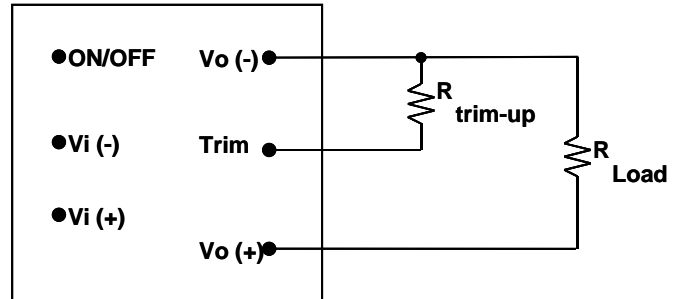 ON/OFF
Vo (-)
R
trim-up
Vi (-)
Trim
R
Load
Vi (+)
Vo (+)